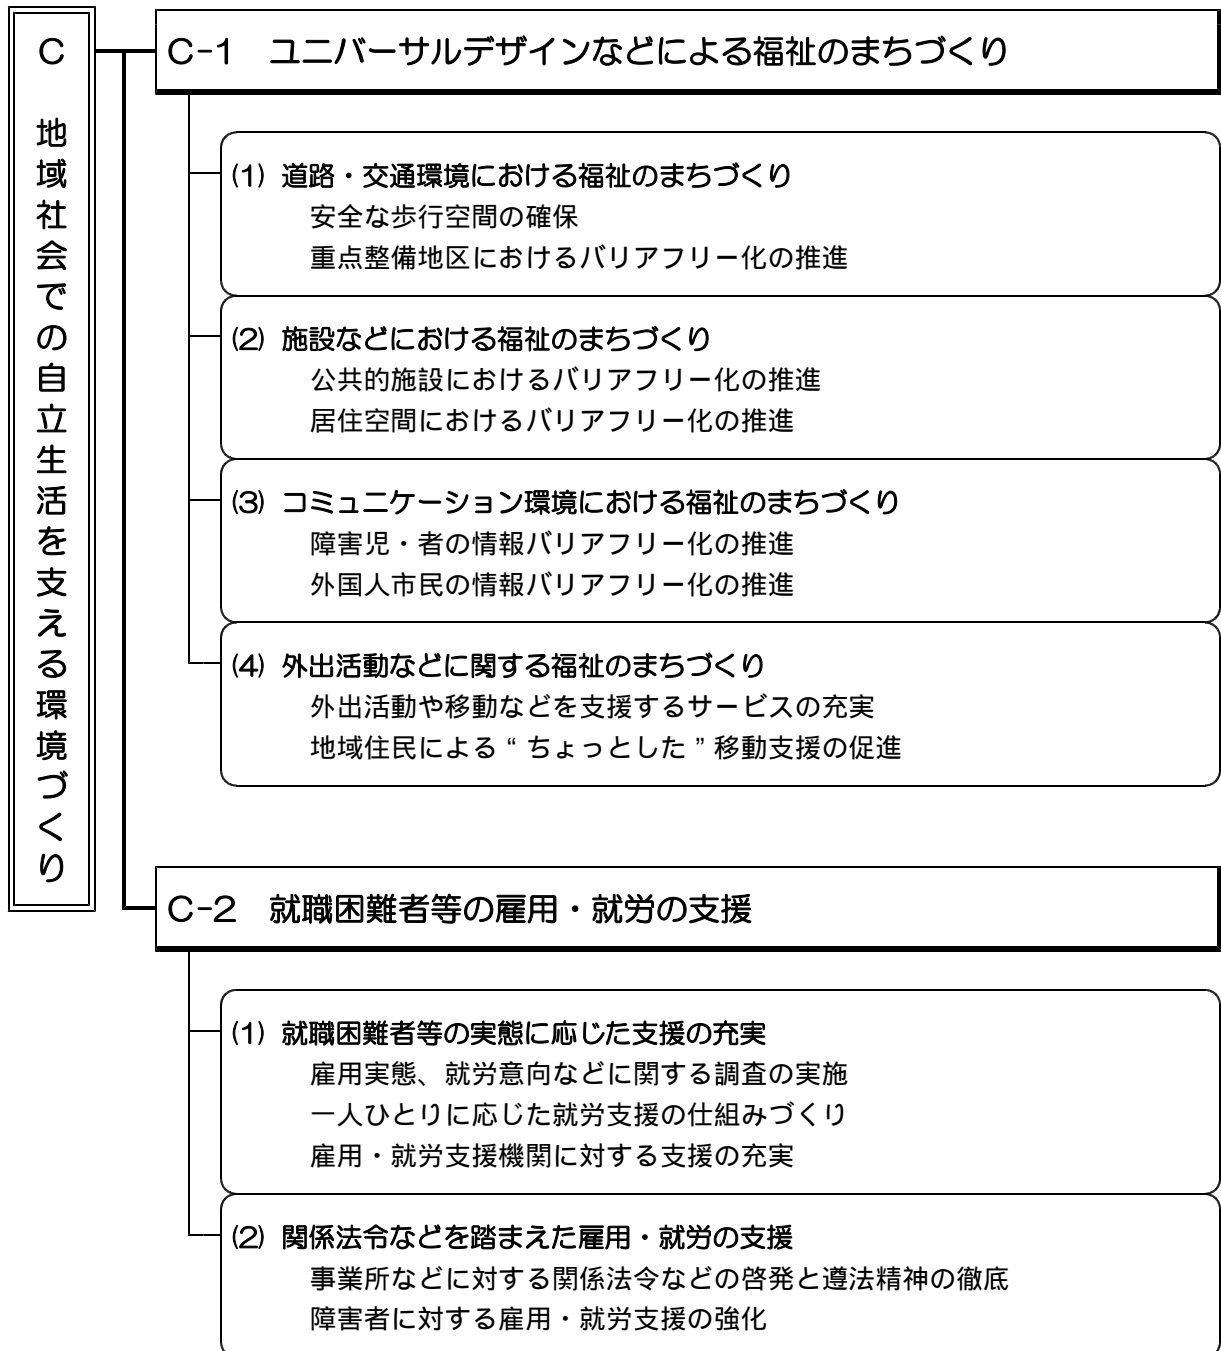 C 地域社会での自立生活を支える環境づくり
C-1 ユニバーサルデザインなどによる福祉のまちづくり
(1) 道路・交通環境における福祉のまちづくり
安全な歩行空間の確保
重点整備地区におけるバリアフリー化の推進
(2) 施設などにおける福祉のまちづくり
公共的施設におけるバリアフリー化の推進
居住空間におけるバリアフリー化の推進
(3) コミュニケーション環境における福祉のまちづくり
障害児・者の情報バリアフリー化の推進
外国人市民の情報バリアフリー化の推進
(4) 外出活動などに関する福祉のまちづくり
外出活動や移動などを支援するサービスの充実
地域住民による“ちょっとした”移動支援の促進
C-2 就職困難者等の雇用・就労の支援
(1) 就職困難者等の実態に応じた支援の充実
雇用実態、就労意向などに関する調査の実施
一人ひとりに応じた就労支援の仕組みづくり
雇用・就労支援機関に対する支援の充実
(2) 関係法令などを踏まえた雇用・就労の支援
事業所などに対する関係法令などの啓発と遵法精神の徹底
障害者に対する雇用・就労支援の強化